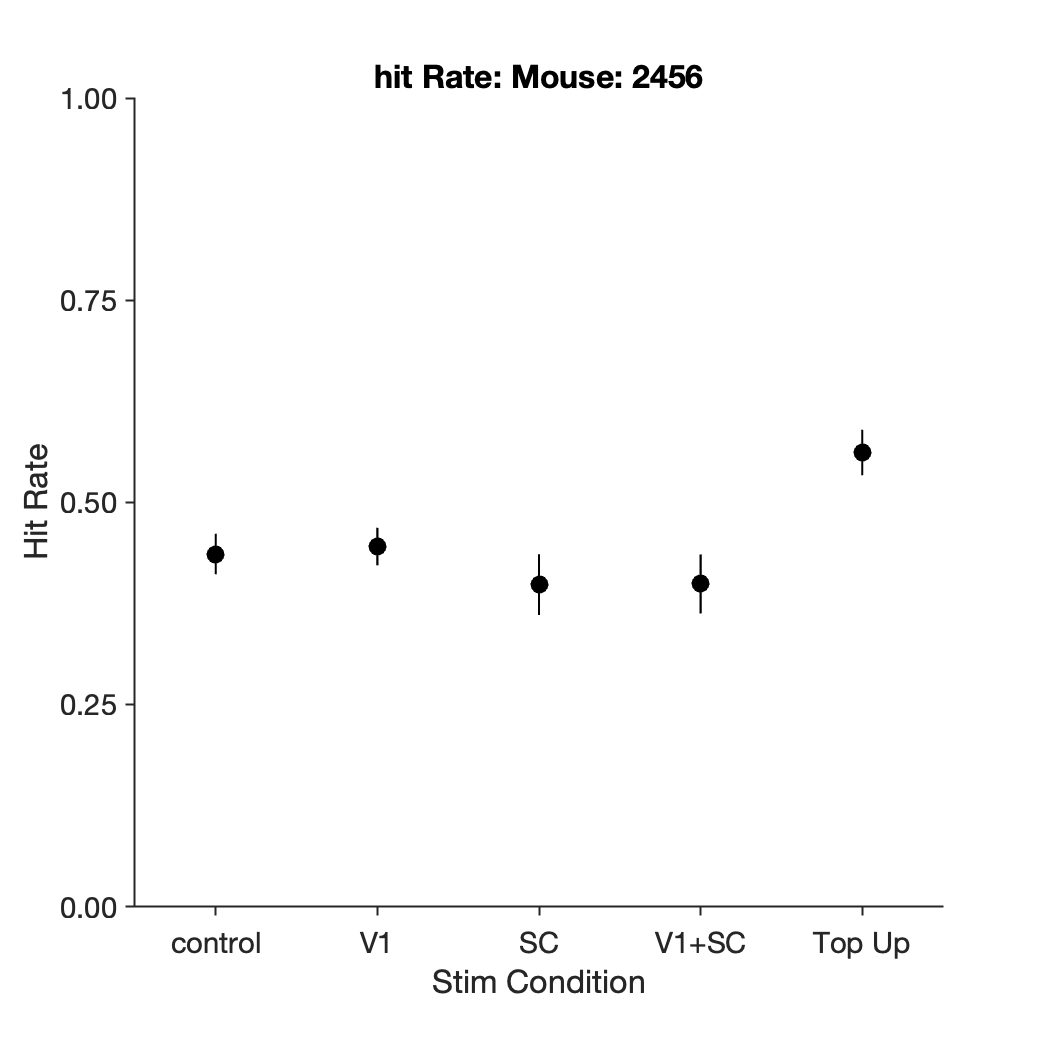 hit Rate: Mouse: 2456
1.00
0.75
0.50
0.25
0.00
Hit Rate
control
V1
SC
V1+SC
Top Up
Stim Condition